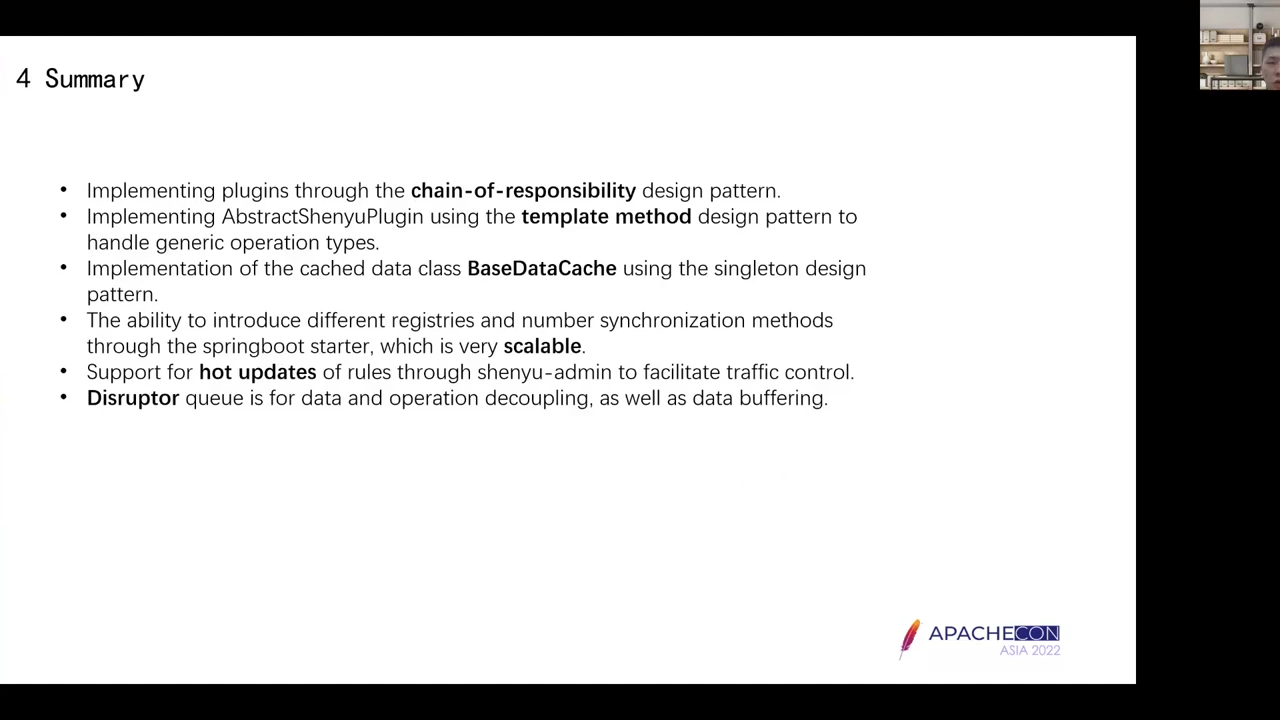 4 Summary
• Implementing plugins through the chain-of-responsibility design pattern.
• Implementing AbstractShenyuPlugin using the template method design pattern to
handle generic operation types.
• Implementation of the cached data class BaseDataCache using the singleton design
pattern.
• The ability to introduce different registries and number synchronization methods
through the springboot starter, which is very scalable.
• Support for hot updates of rules through shenyu-admin to facilitate traffic control.
• Disruptor queue is for data and operation decoupling, as well as data buffering.
APACHECON
ASIA 2022